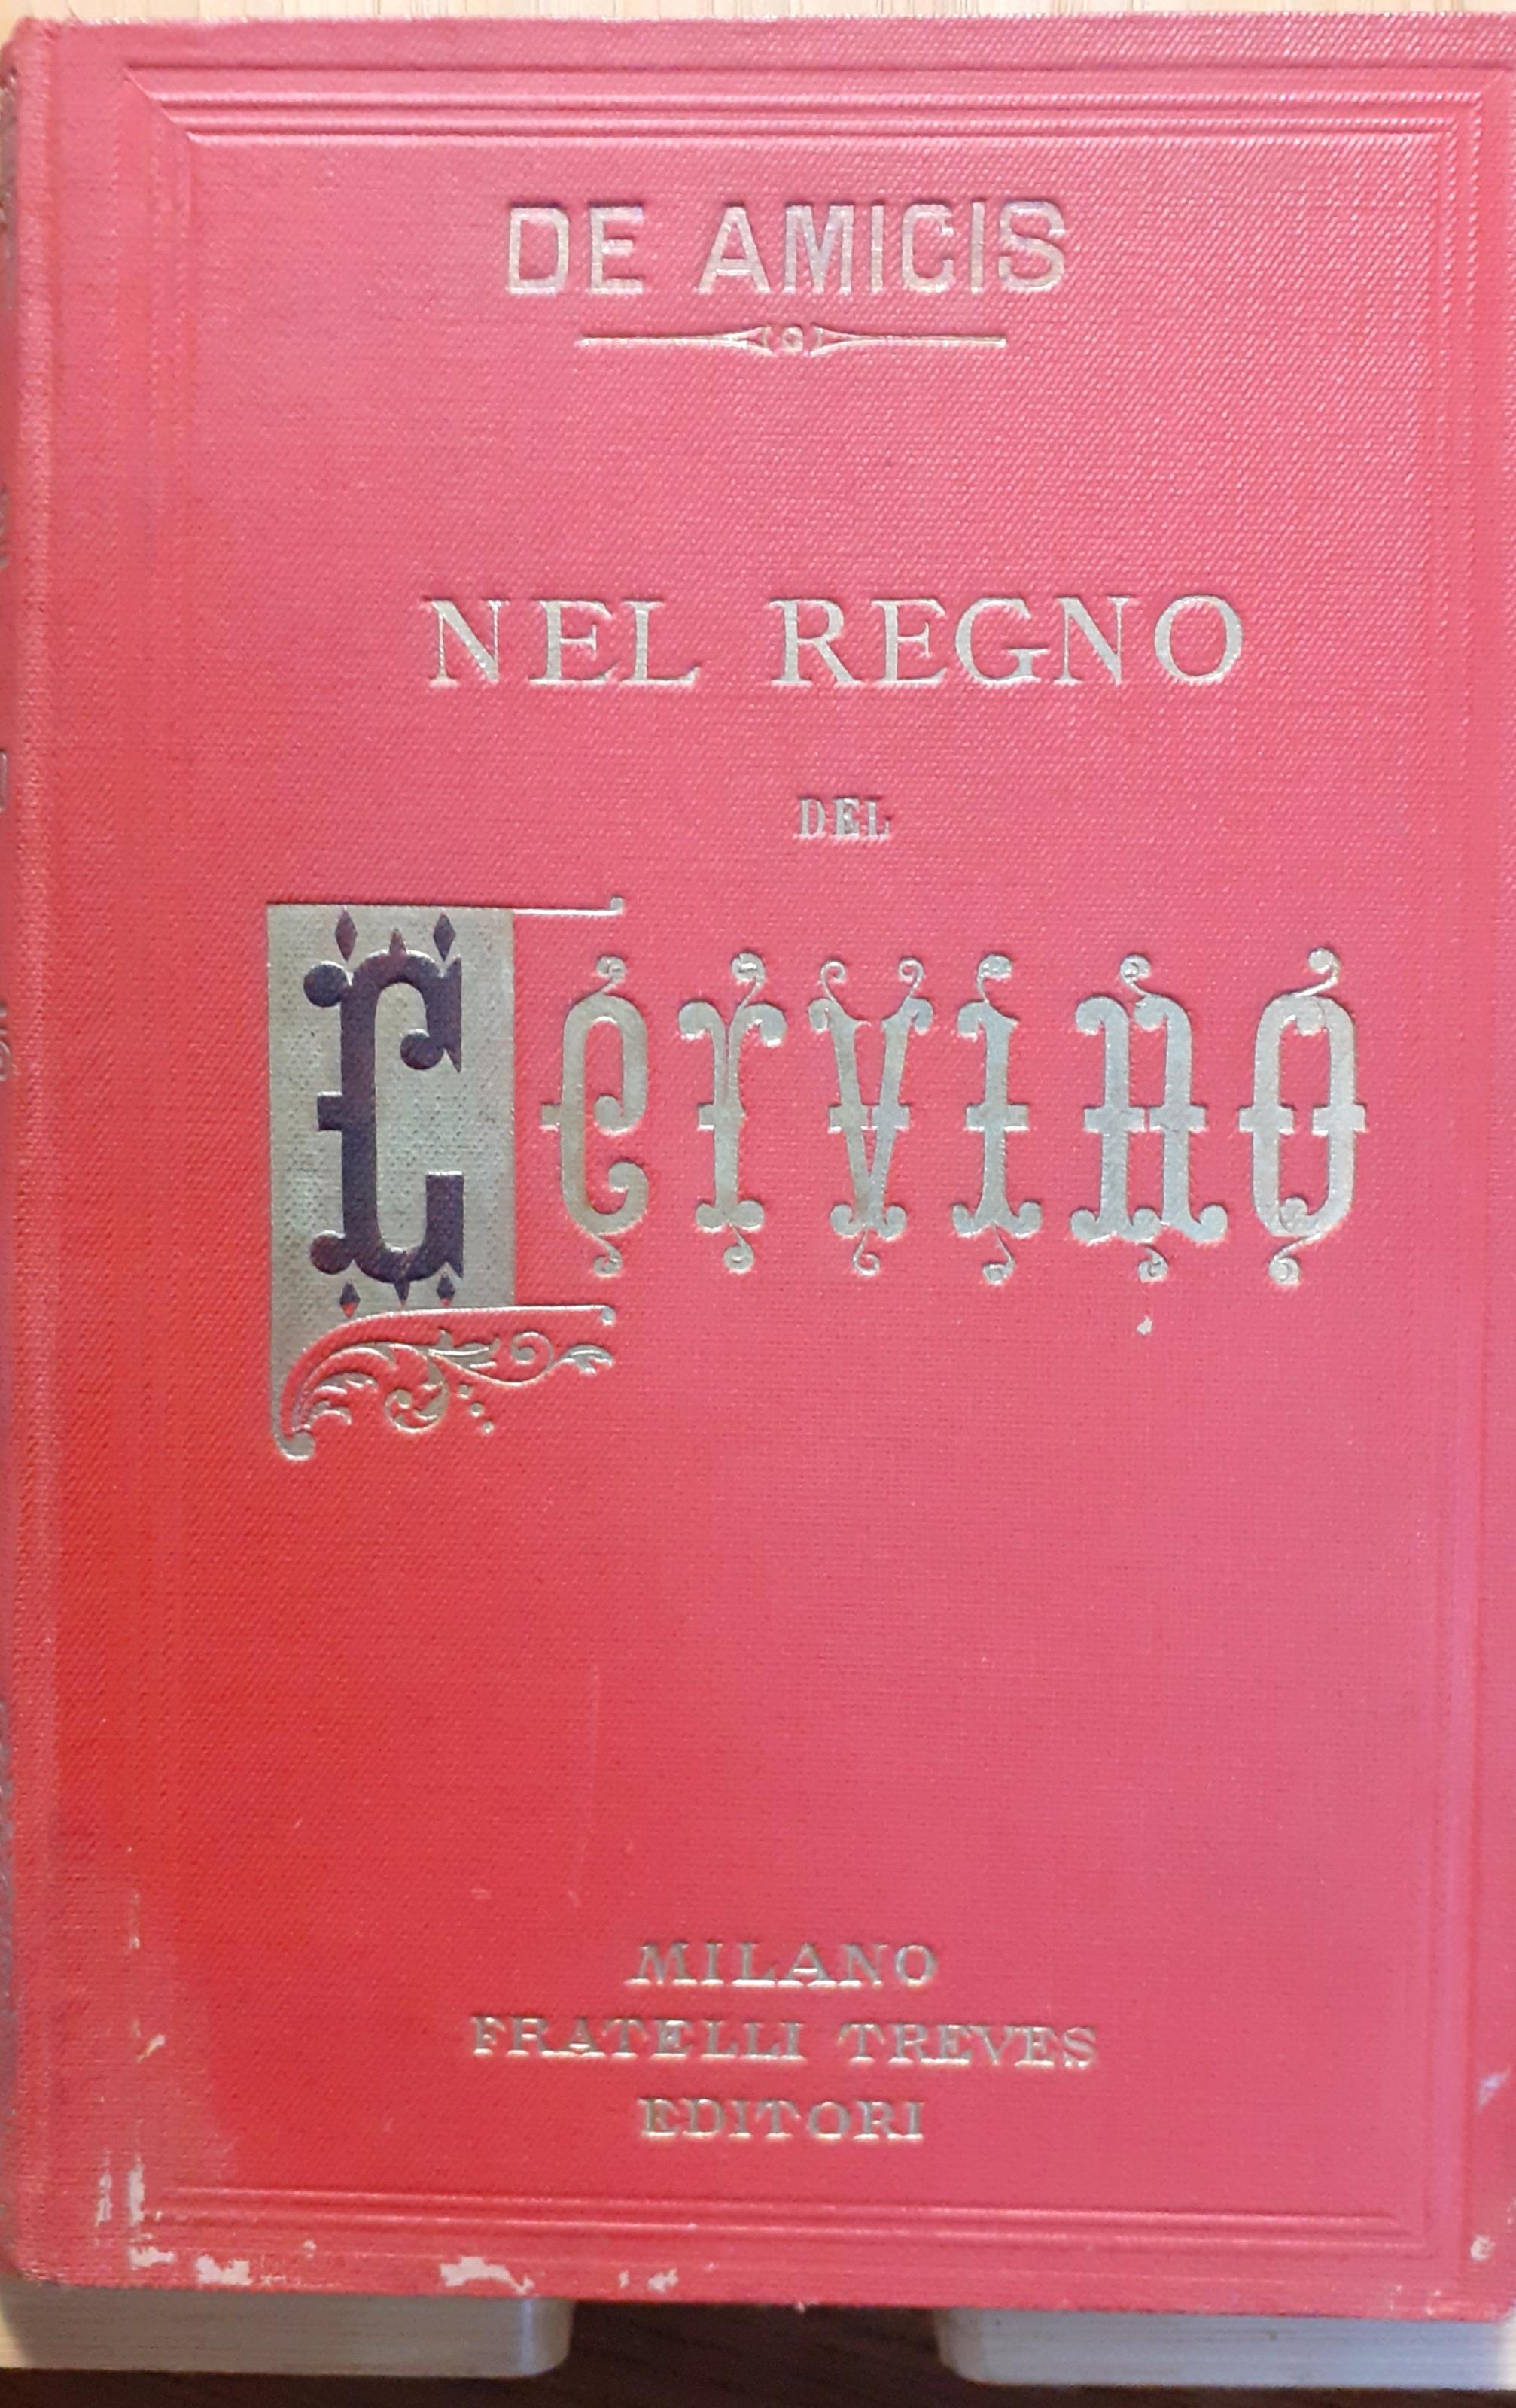 DE AMICIS
NEL REGNO
DEL
Cervino
MILANO
FRATELLI TREVES
EDITORI